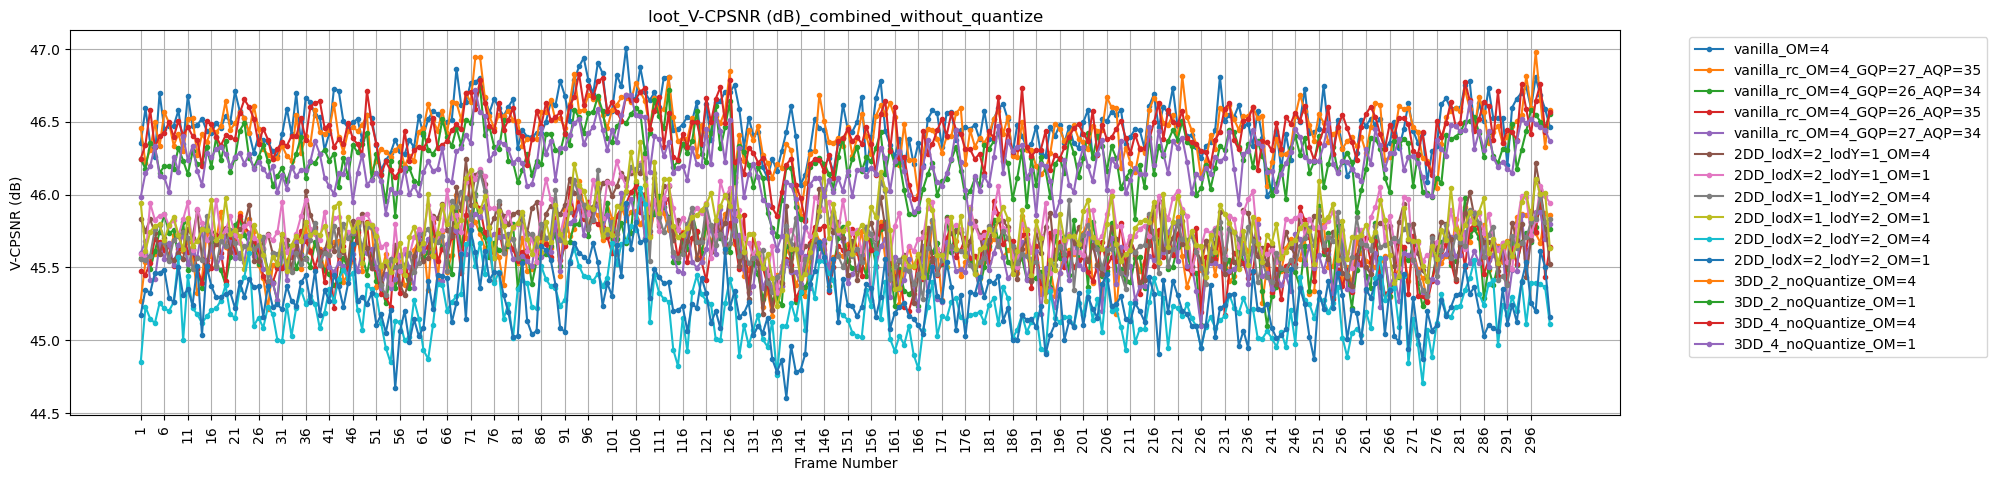 loot_V-CPSNR (dB)_combined_without_quantize
V-CPSNR (dB)
47.0
46.5
46.0
45.5
45.0
44.5
1 6 11 16 21 26 31 36 41 46 51 56 61 66 71 76 81 86 91 96 101 106 111 116 121 126 131 136 141 146 151 156 161 166 171 176 181 186 191 196 201 206 211 216 221 226 231 236 241 246 251 256 261 266 271 276 281 286 291 296
Frame Number
vanilla_OM=4
vanilla_rc_OM=4_GQP=27_AQP=35
vanilla_rc_OM=4_GQP=26_AQP=34
vanilla_rc_OM=4_GQP=26_AQP=35
vanilla_rc_OM=4_GQP=27_AQP=34
2DD_lodX=2_lodY=1_OM=4
2DD_lodX=2_lodY=1_OM=1
2DD_lodX=1_lodY=2_OM=4
2DD_lodX=1_lodY=2_OM=1
2DD_lodX=2_lodY=2_OM=4
2DD_lodX=2_lodY=2_OM=1
3DD_2_noQuantize_OM=4
3DD_2_noQuantize_OM=1
3DD_4_noQuantize_OM=4
3DD_4_noQuantize_OM=1